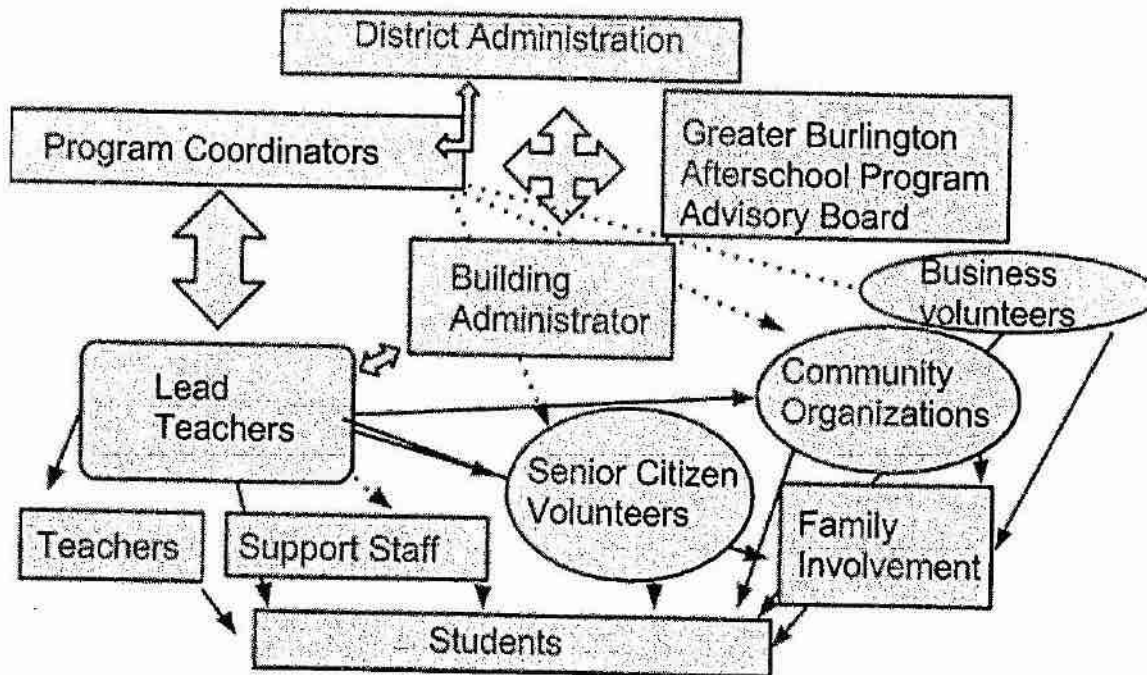 District Administration
Program Coordinators
Greater Burlington
Afterschool Program
Advisory Board
Building
Administrator
Business
volunteers
Lead
Teachers
Community
Organizations
Senior Citizen
Volunteers
Teachers
Support Staff
Family
Involvement
Students